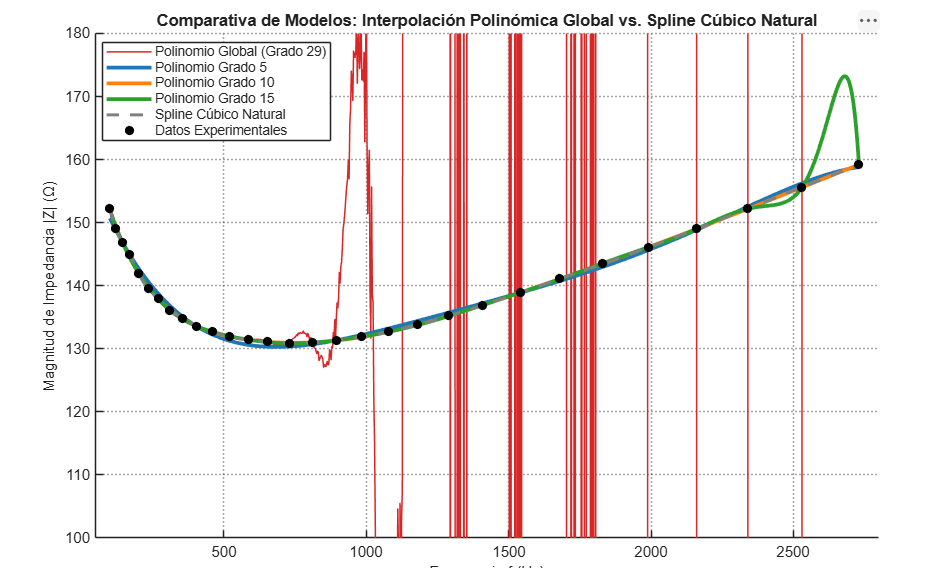 Comparativa de Modelos: Interpolación Polinómica Global vs. Spline Cúbico Natural
Polinomio Global (Grado 29)
Polinomio Grado 5
Polinomio Grado 10
Polinomio Grado 15
Spline Cúbico Natural
Datos Experimentales
Magnitud de Impedancia |Z| (Ω)
180
170
160
150
140
130
120
110
100
500
1000
1500
2000
2500